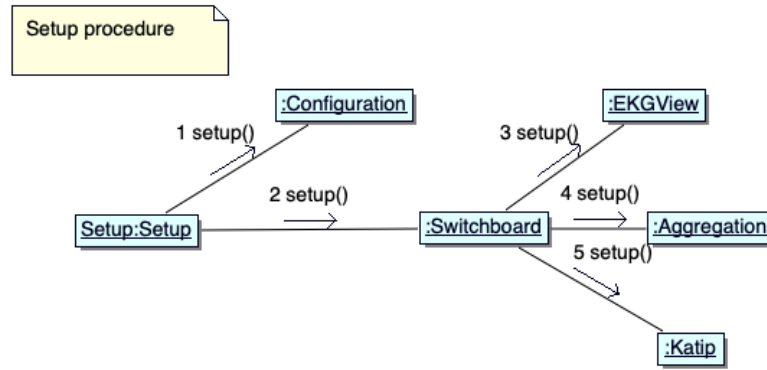 Setup procedure
:Configuration
:EKGView
1 setup()
3 setup()
2 setup()
4 setup()
Setup:Setup
:Switchboard
:Aggregation
5 setup()
:Katip